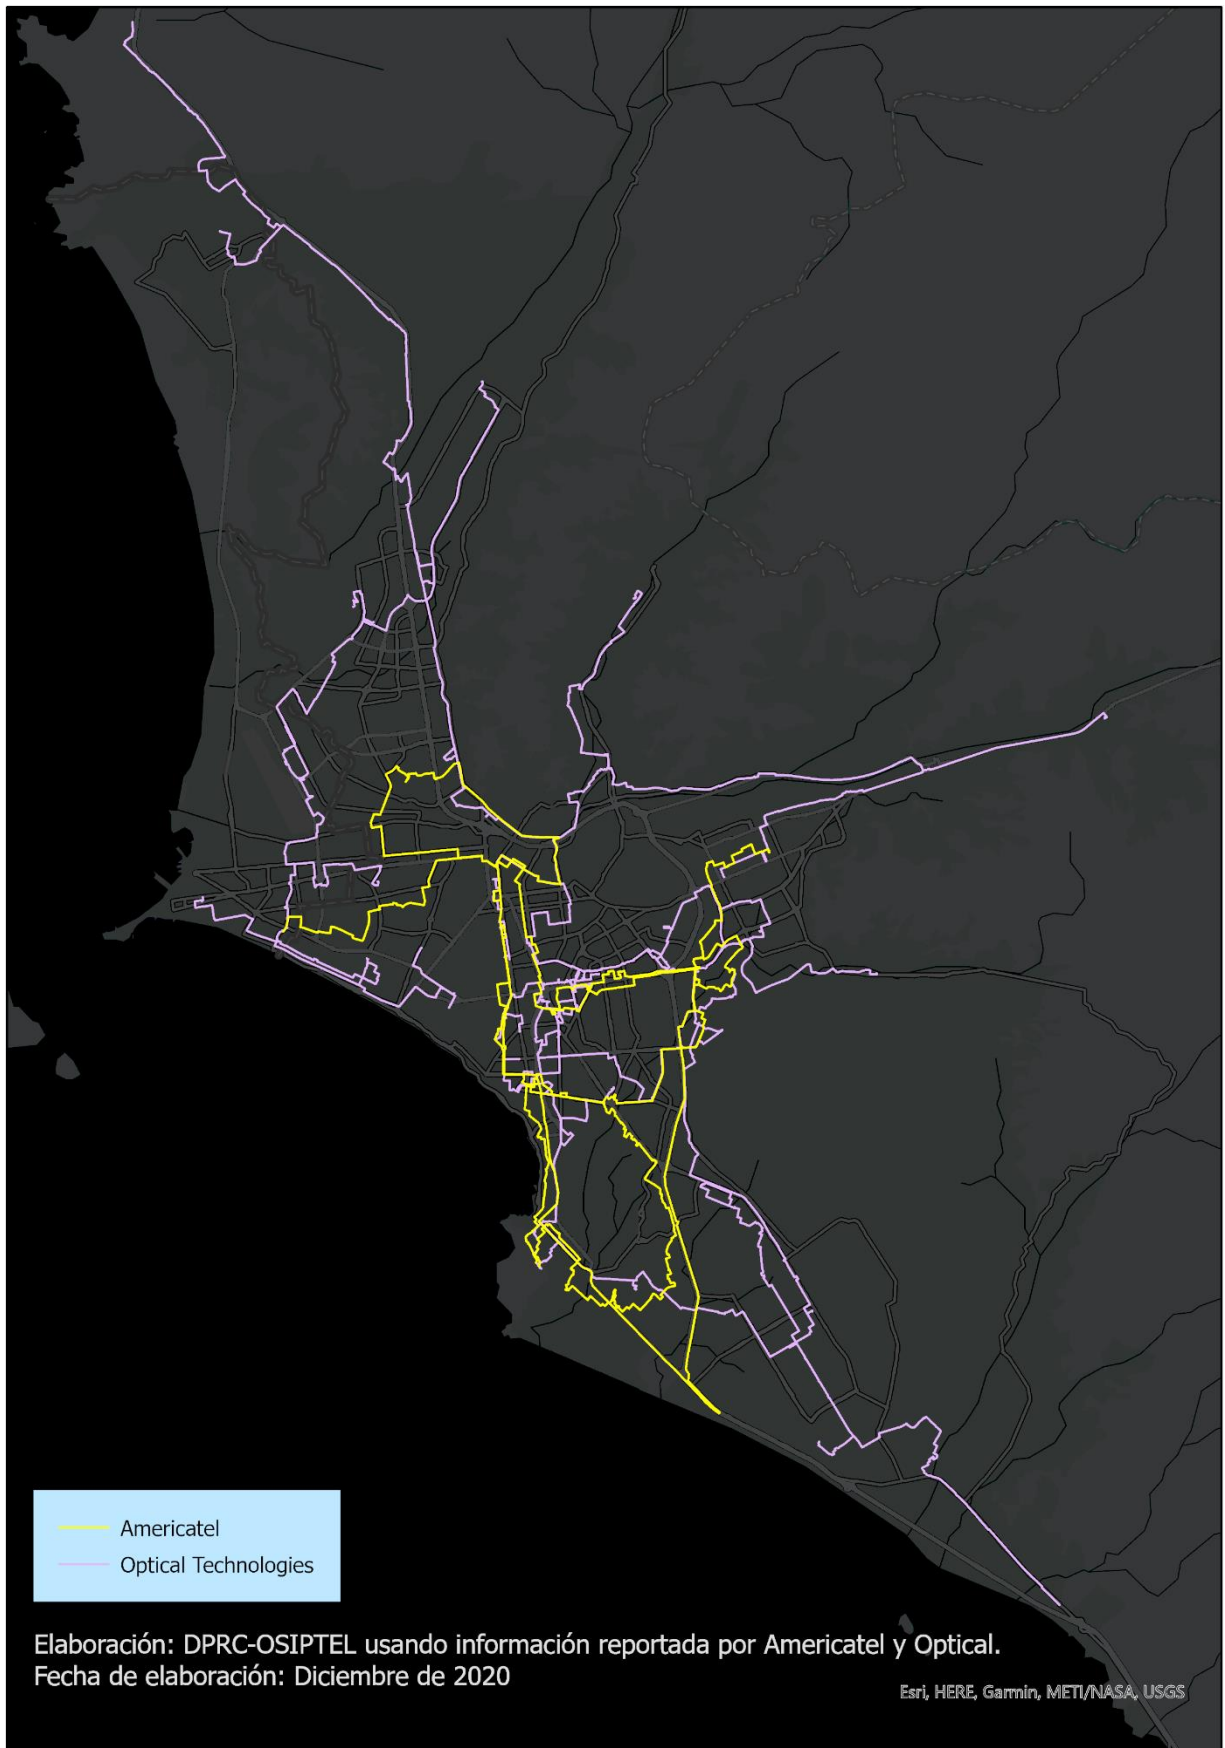 Americatel
Optical Technologies
Elaboración: DPRC-OSIPTEL usando información reportada por Americatel y Optical.
Fecha de elaboración: Diciembre de 2020
Esri, HERE, Garmin, METI/NASA, USGS